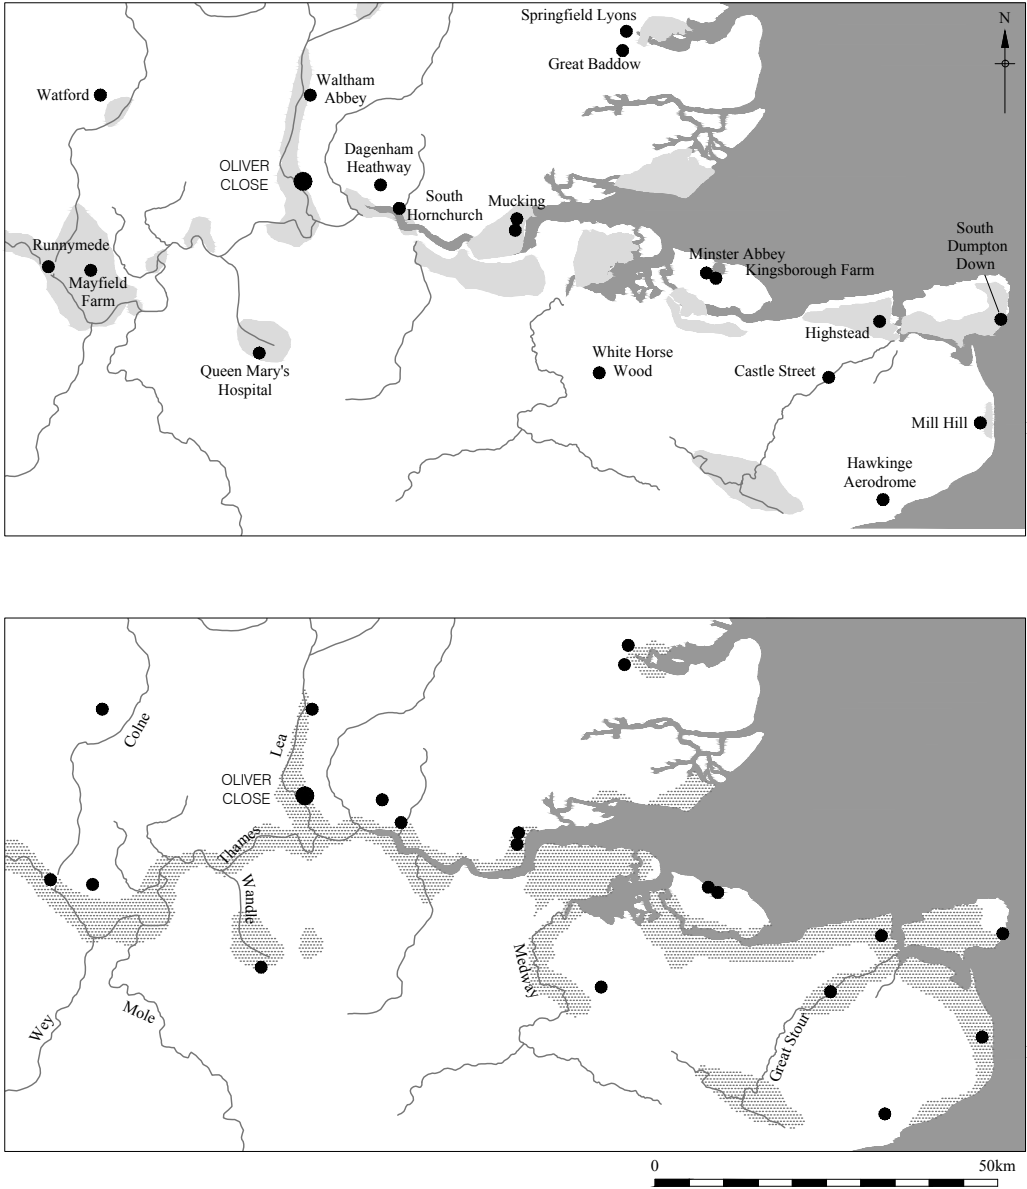 Springfield Lyons
N
Great Baddow
Watford
Waltham
Abbey
Dagenham
Heathway
OLIVER
CLOSE
South
Hornchurch
Mucking
South
Dumpton
Down
Runnymede
Mayfield
Farm
Minster Abbey
Kingsborough Farm
Highstead
White Horse
Wood
Castle Street
Queen Mary's
Hospital
Mill Hill
Hawkinge
Aerodrome
Colne
Lea
OLIVER
CLOSE
Thames
Wandle
Medway
Wey
Mole
Great Stour
0
50km